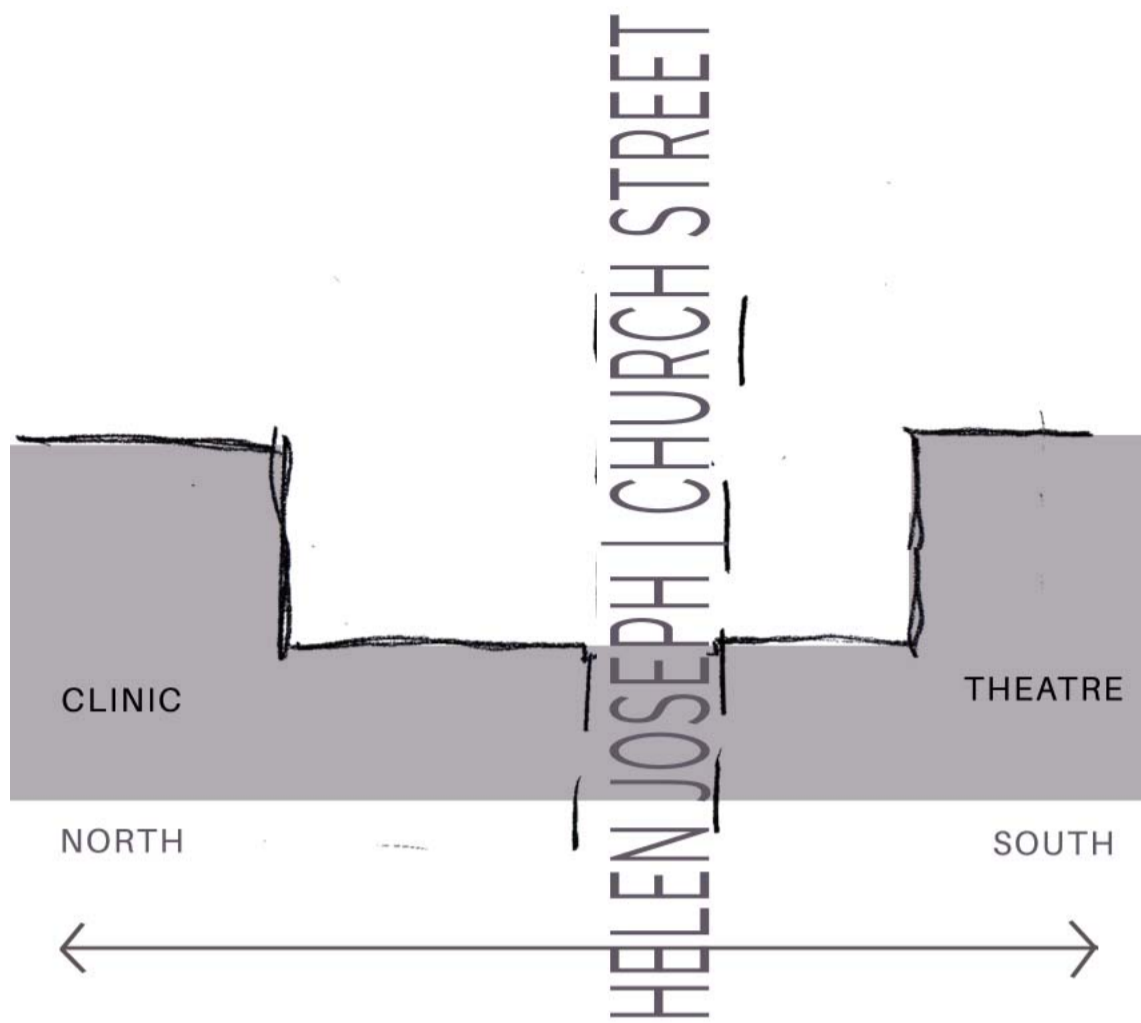 HELEN JOSEPH | CHURCH STREET
CLINIC
THEATRE
NORTH
SOUTH